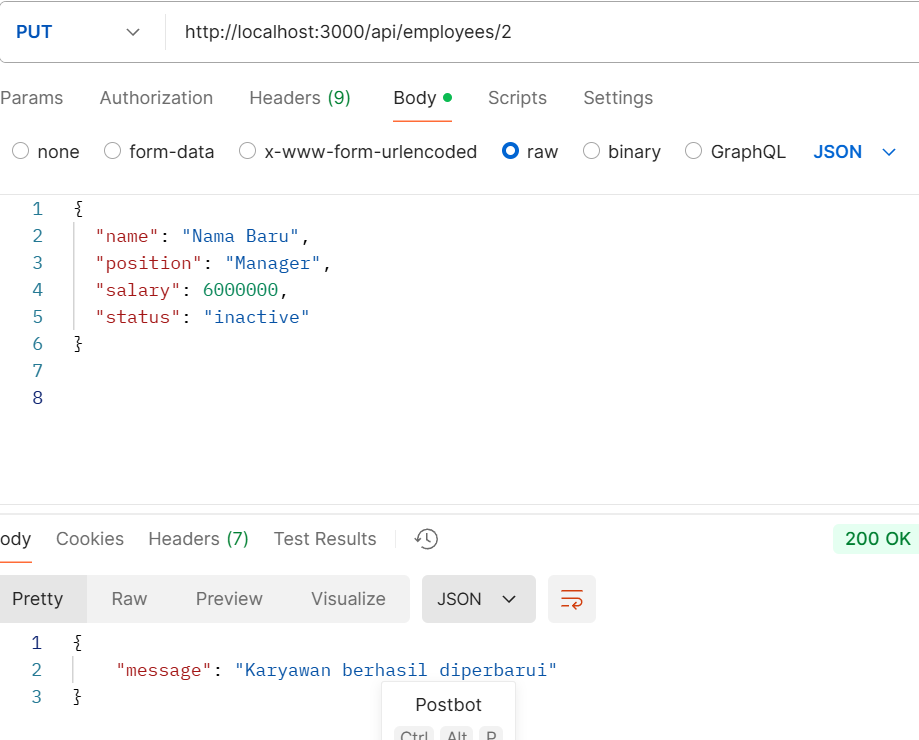 PUT http://localhost:3000/api/employees/2
Params Authorization Headers (9) Body Scripts Settings
none form-data x-www-form-urlencoded raw binary GraphQL JSON
1 {
2 "name": "Nama Baru",
3 "position": "Manager",
4 "salary": 6000000,
5 "status": "inactive"
6 }
7
8
ody Cookies Headers (7) Test Results 200 OK
Pretty Raw Preview Visualize JSON
1 {
2 "message": "Karyawan berhasil diperbarui"
3 }
Postbot
Ctrl Alt P